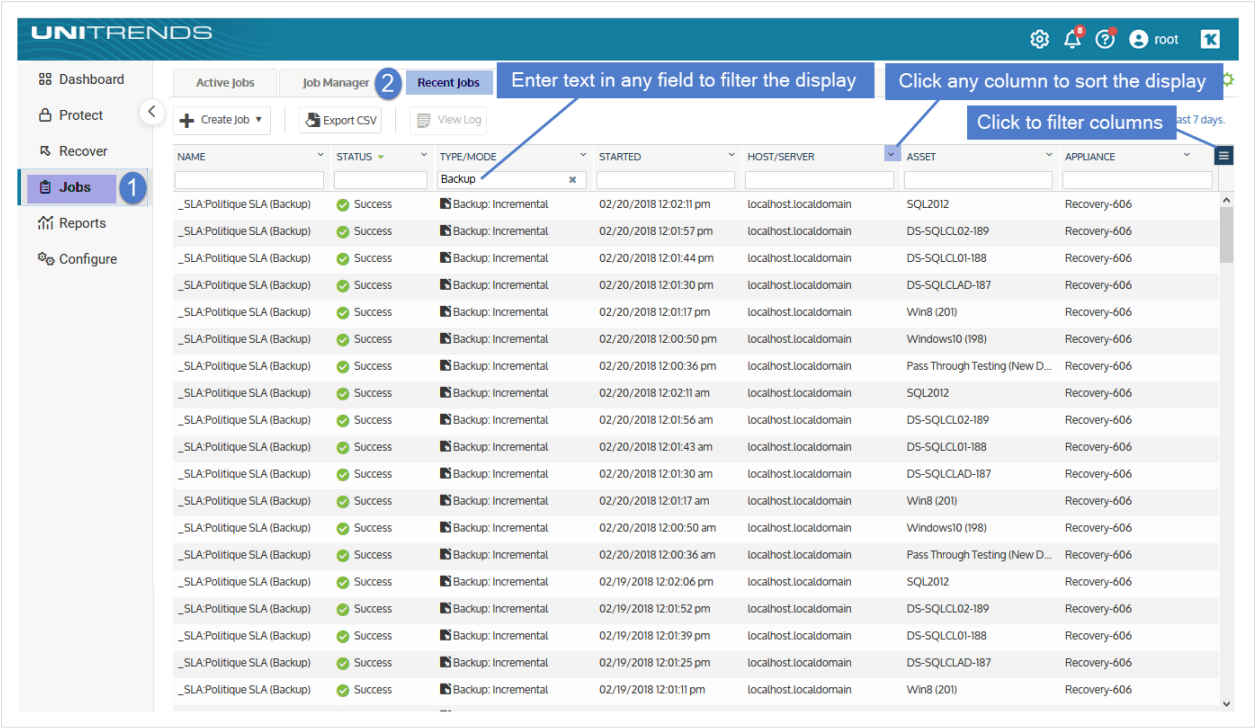 UNITRENDS
8
root
Dashboard
Protect
Recover
Jobs 1
Reports
Configure
Active Jobs Job Manager 2 Recent Jobs
Enter text in any field to filter the display
Click any column to sort the display
Click to filter columns
Create Job Export CSV View Log ast 7 days.
NAME STATUS TYPE/MODE STARTED HOST/SERVER ASSET APPLIANCE
Backup
_SLA:Politique SLA (Backup) Success Backup: Incremental 02/20/2018 12:02:11 pm localhost.localdomain SQL2012 Recovery-606
_SLA:Politique SLA (Backup) Success Backup: Incremental 02/20/2018 12:01:57 pm localhost.localdomain DS-SQLCL02-189 Recovery-606
_SLA:Politique SLA (Backup) Success Backup: Incremental 02/20/2018 12:01:44 pm localhost.localdomain DS-SQLCL01-188 Recovery-606
_SLA:Politique SLA (Backup) Success Backup: Incremental 02/20/2018 12:01:30 pm localhost.localdomain DS-SQLCLAD-187 Recovery-606
_SLA:Politique SLA (Backup) Success Backup: Incremental 02/20/2018 12:01:17 pm localhost.localdomain Win8 (201) Recovery-606
_SLA:Politique SLA (Backup) Success Backup: Incremental 02/20/2018 12:00:50 pm localhost.localdomain Windows10 (198) Recovery-606
_SLA:Politique SLA (Backup) Success Backup: Incremental 02/20/2018 12:00:36 pm localhost.localdomain Pass Through Testing (New D... Recovery-606
_SLA:Politique SLA (Backup) Success Backup: Incremental 02/20/2018 12:02:11 am localhost.localdomain SQL2012 Recovery-606
_SLA:Politique SLA (Backup) Success Backup: Incremental 02/20/2018 12:01:56 am localhost.localdomain DS-SQLCL02-189 Recovery-606
_SLA:Politique SLA (Backup) Success Backup: Incremental 02/20/2018 12:01:43 am localhost.localdomain DS-SQLCL01-188 Recovery-606
_SLA:Politique SLA (Backup) Success Backup: Incremental 02/20/2018 12:01:30 am localhost.localdomain DS-SQLCLAD-187 Recovery-606
_SLA:Politique SLA (Backup) Success Backup: Incremental 02/20/2018 12:01:17 am localhost.localdomain Win8 (201) Recovery-606
_SLA:Politique SLA (Backup) Success Backup: Incremental 02/20/2018 12:00:50 am localhost.localdomain Windows10 (198) Recovery-606
_SLA:Politique SLA (Backup) Success Backup: Incremental 02/20/2018 12:00:36 am localhost.localdomain Pass Through Testing (New D... Recovery-606
_SLA:Politique SLA (Backup) Success Backup: Incremental 02/19/2018 12:02:06 pm localhost.localdomain SQL2012 Recovery-606
_SLA:Politique SLA (Backup) Success Backup: Incremental 02/19/2018 12:01:52 pm localhost.localdomain DS-SQLCL02-189 Recovery-606
_SLA:Politique SLA (Backup) Success Backup: Incremental 02/19/2018 12:01:39 pm localhost.localdomain DS-SQLCL01-188 Recovery-606
_SLA:Politique SLA (Backup) Success Backup: Incremental 02/19/2018 12:01:25 pm localhost.localdomain DS-SQLCLAD-187 Recovery-606
_SLA:Politique SLA (Backup) Success Backup: Incremental 02/19/2018 12:01:11 pm localhost.localdomain Win8 (201) Recovery-606